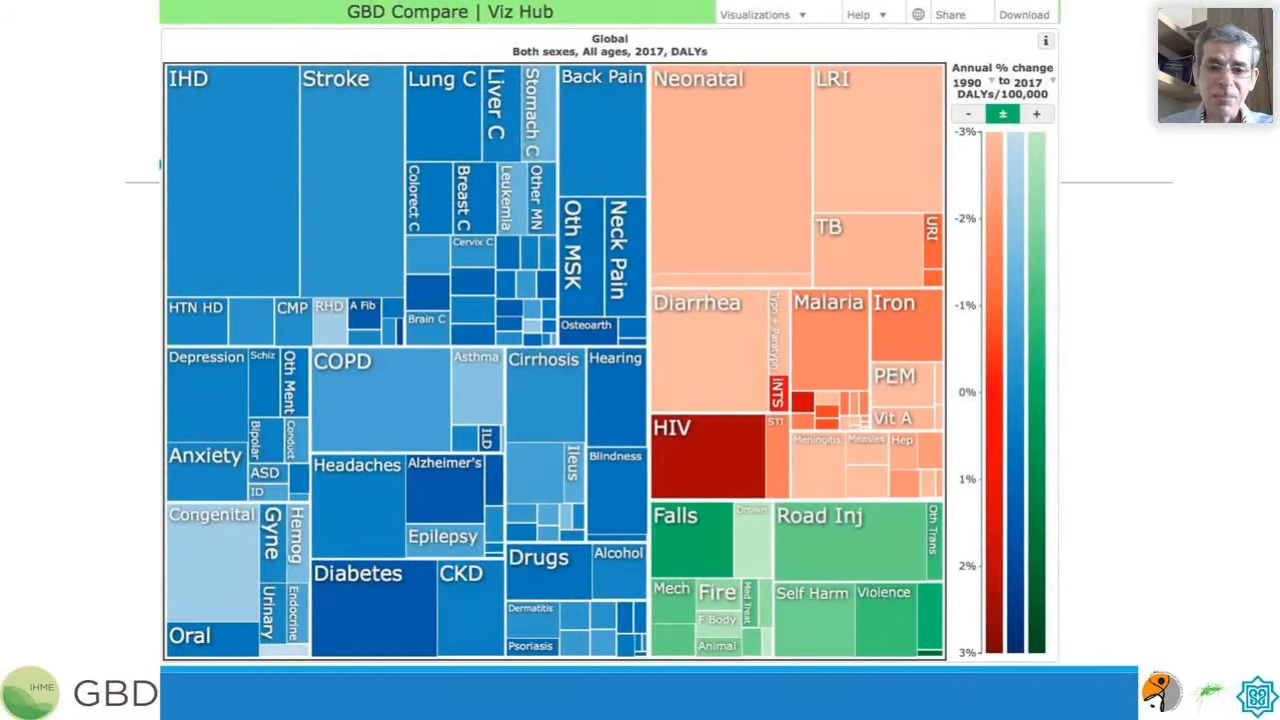 GBD Compare | Viz Hub
Visualizations
Help
Share
Download
Global
Both sexes, All ages, 2017, DALYs
i
IHD
Stroke
Lung C
Liver C
Stomach C
Back Pain
Colorect C
Breast C
Leukemia
Other MN
Cervix C
Oth MSK
Neck Pain
HTN HD
CMP
RHD
A Fib
Brain C
Osteoarth
Depression
Schiz
Oth Ment
COPD
Asthma
Cirrhosis
Hearing
Bipolar
Conduct
ILD
Anxiety
ASD
ID
Headaches
Alzheimer's
Ileus
Blindness
Congenital
Gyne
Hemog
Epilepsy
Drugs
Alcohol
Diabetes
CKD
Urinary
Endocrine
Oral
Dermatitis
Psoriasis
Neonatal
LRI
TB
URI
Diarrhea
Typh + Paratyph
iNTS
Malaria
Iron
PEM
Vit A
HIV
STI
Meningitis
Measles
Hep
Falls
Drown
Road Inj
Oth Trans
Mech
Fire
Med Treat
F Body
Animal
Self Harm
Violence
Annual % change
1990 to 2017
DALYs/100,000
- ± +
-3%
-2%
-1%
0%
1%
2%
3%
IHME
GBD